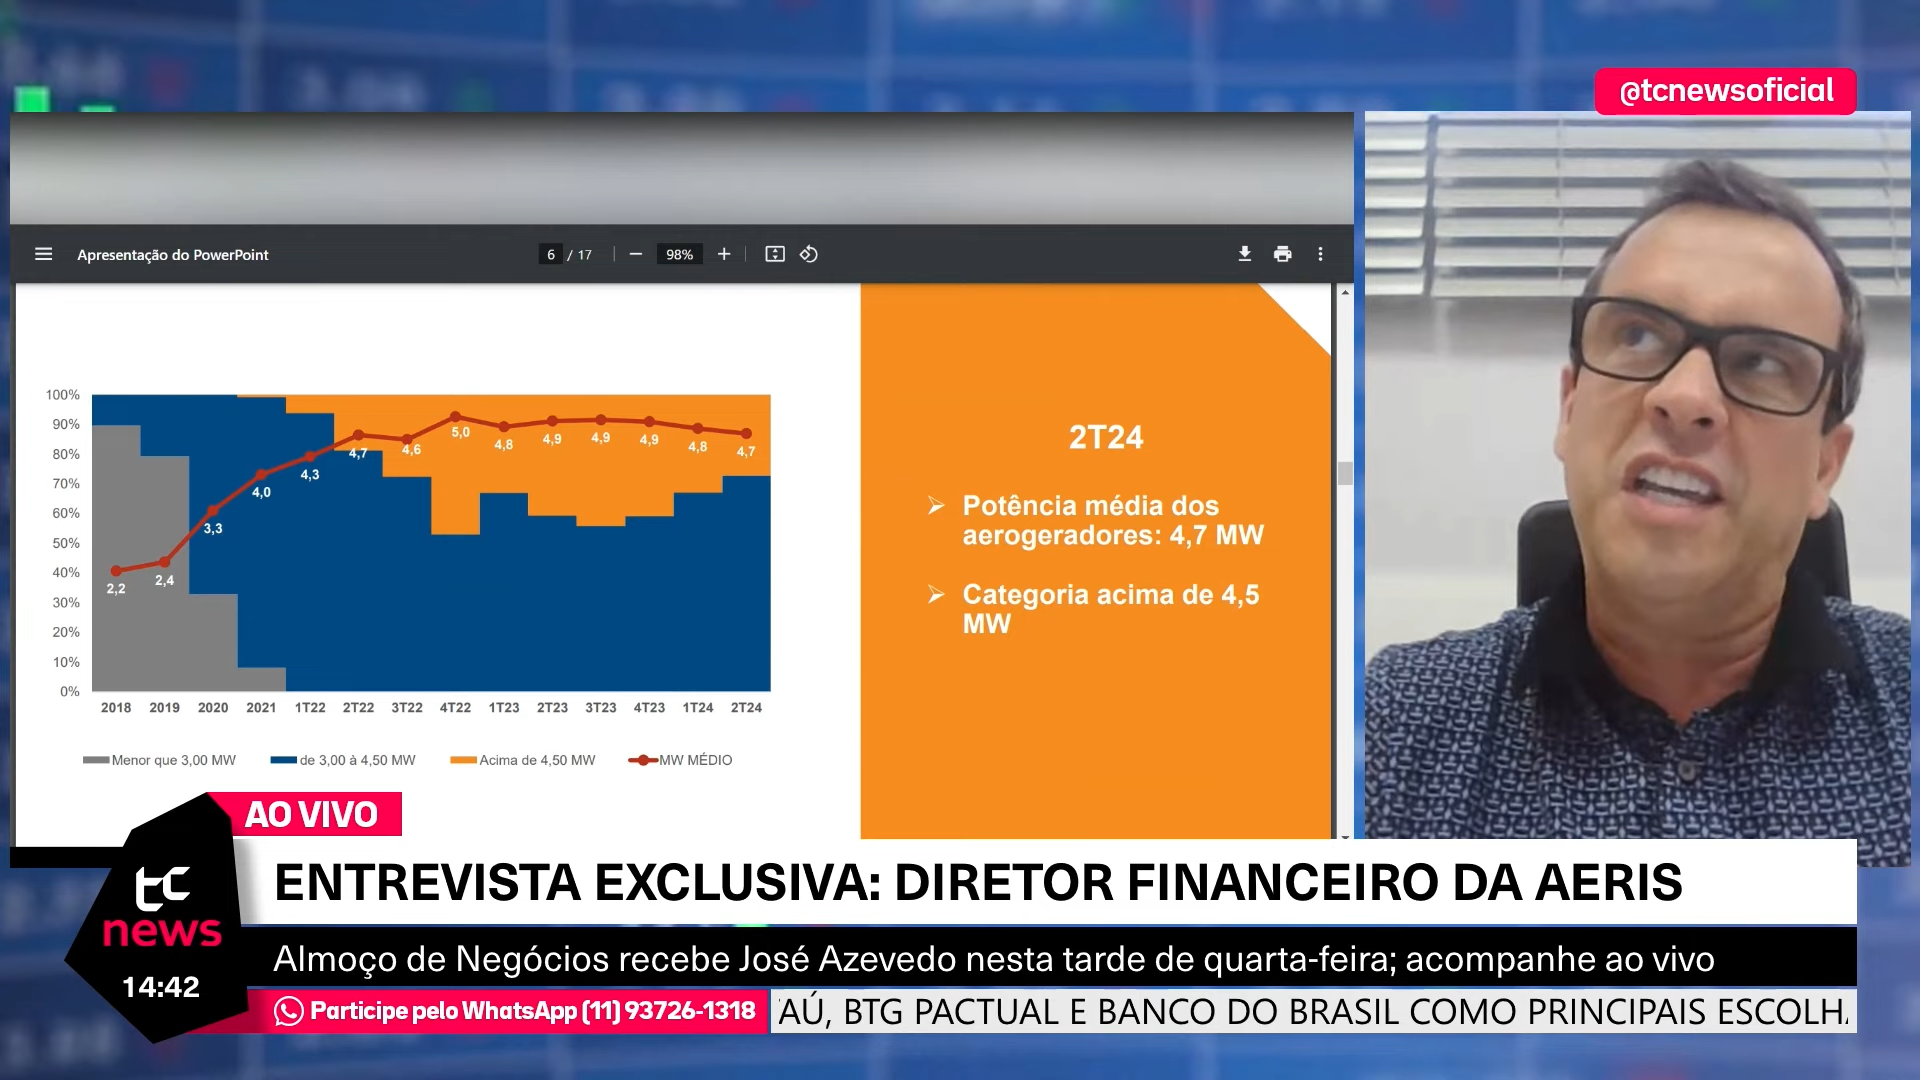 @tcnewsoficial
Apresentação do PowerPoint
6 / 17
98%
100%
90%
80%
70%
60%
50%
40%
30%
20%
10%
0%
2,2
2,4
3,3
4,0
4,3
4,7
4,6
5,0
4,8
4,9
4,9
4,9
4,8
4,7
2018 2019 2020 2021 1T22 2T22 3T22 4T22 1T23 2T23 3T23 4T23 1T24 2T24
Menor que 3,00 MW de 3,00 à 4,50 MW Acima de 4,50 MW MW MÉDIO
2T24
➢ Potência média dos
aerogeradores: 4,7 MW
➢ Categoria acima de 4,5
MW
AO VIVO
tc
news
14:42
ENTREVISTA EXCLUSIVA: DIRETOR FINANCEIRO DA AERIS
Almoço de Negócios recebe José Azevedo nesta tarde de quarta-feira; acompanhe ao vivo
Participe pelo WhatsApp (11) 93726-1318
AÚ, BTG PACTUAL E BANCO DO BRASIL COMO PRINCIPAIS ESCOLH